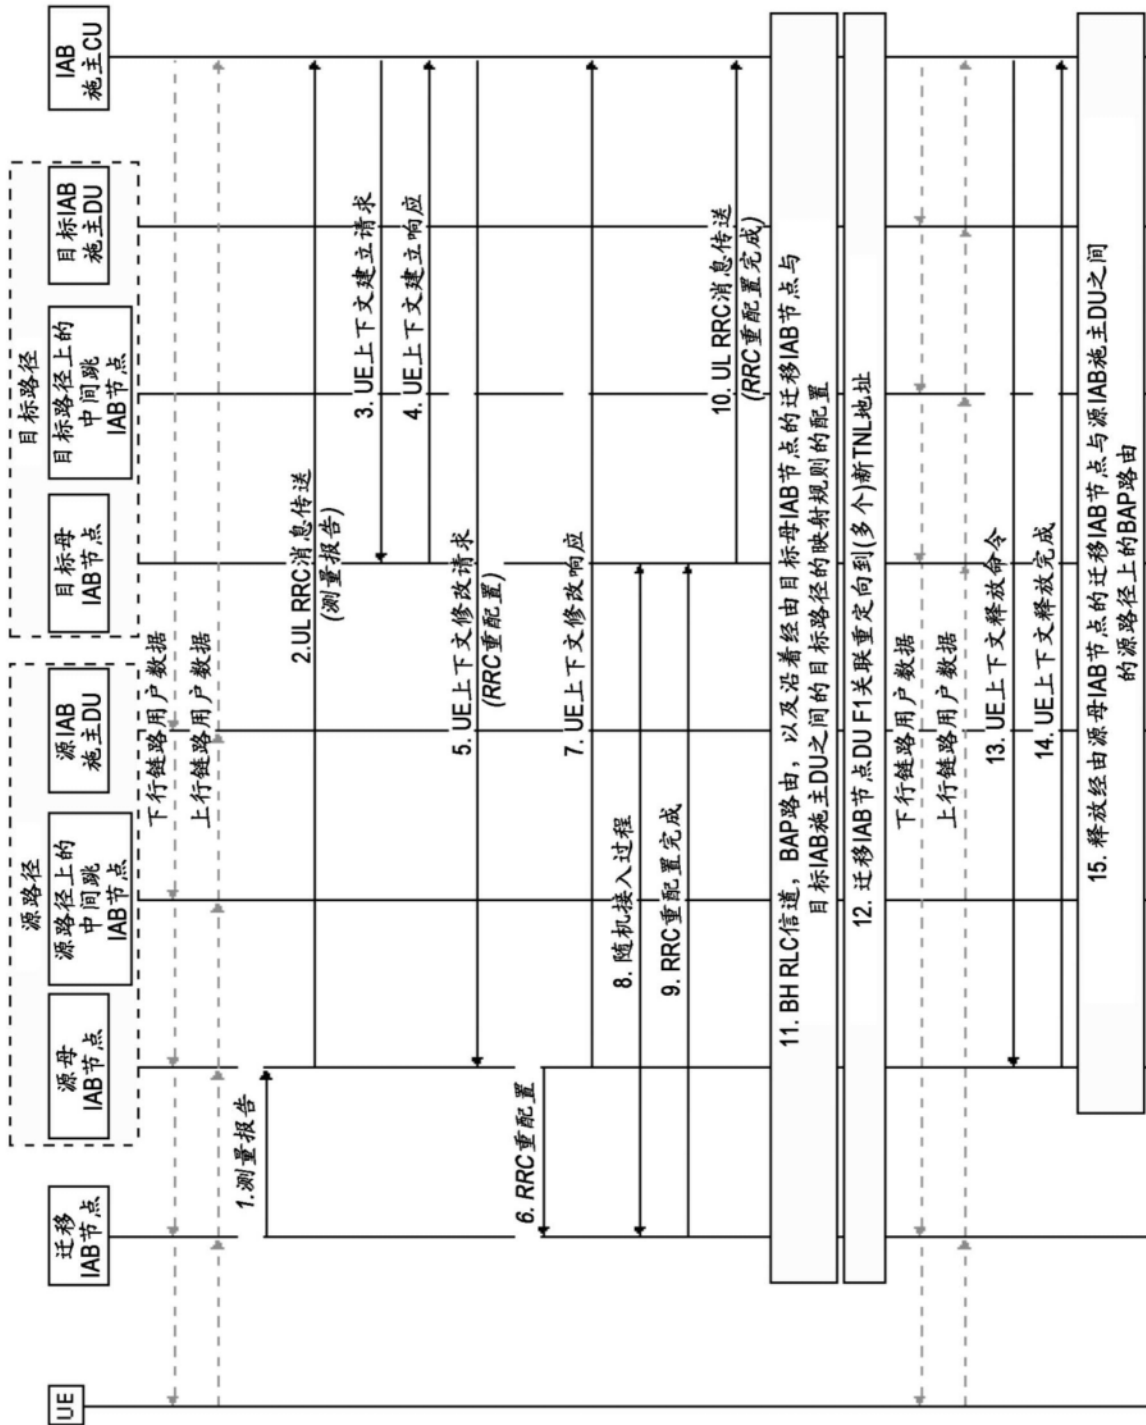 UE
迁移
IAB节点
源路径
源母
IAB节点
源路径上的
中间跳
IAB节点
源IAB
施主DU
目标路径
目标母
IAB节点
目标路径上的
中间跳
IAB节点
目标IAB
施主DU
IAB
施主CU
下行链路用户数据
上行链路用户数据
1.测量报告
2.UL RRC消息传送
(测量报告)
3. UE上下文建立请求
4. UE上下文建立响应
5. UE上下文修改请求
(RRC重配置)
6. RRC重配置
7. UE上下文修改响应
8. 随机接入过程
9. RRC重配置完成
10. UL RRC消息传送
(RRC重配置完成)
11. BH RLC信道，BAP路由，以及沿着经由目标母IAB节点的迁移IAB节点与
目标IAB施主DU之间的目标路径的映射规则的配置
12. 迁移IAB节点DU F1关联重定向到(多个)新TNL地址
下行链路用户数据
上行链路用户数据
13. UE上下文释放命令
14. UE上下文释放完成
15. 释放经由源母IAB节点的迁移IAB节点与源IAB施主DU之间
的源路径上的BAP路由